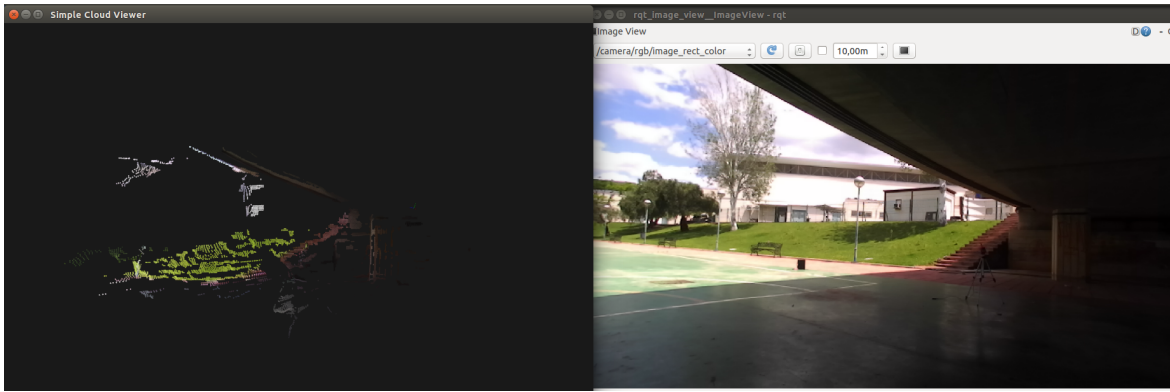 Simple Cloud Viewer
rqt_image_view__ImageView - rqt
Image View
D
/camera/rgb/image_rect_color
10,00m